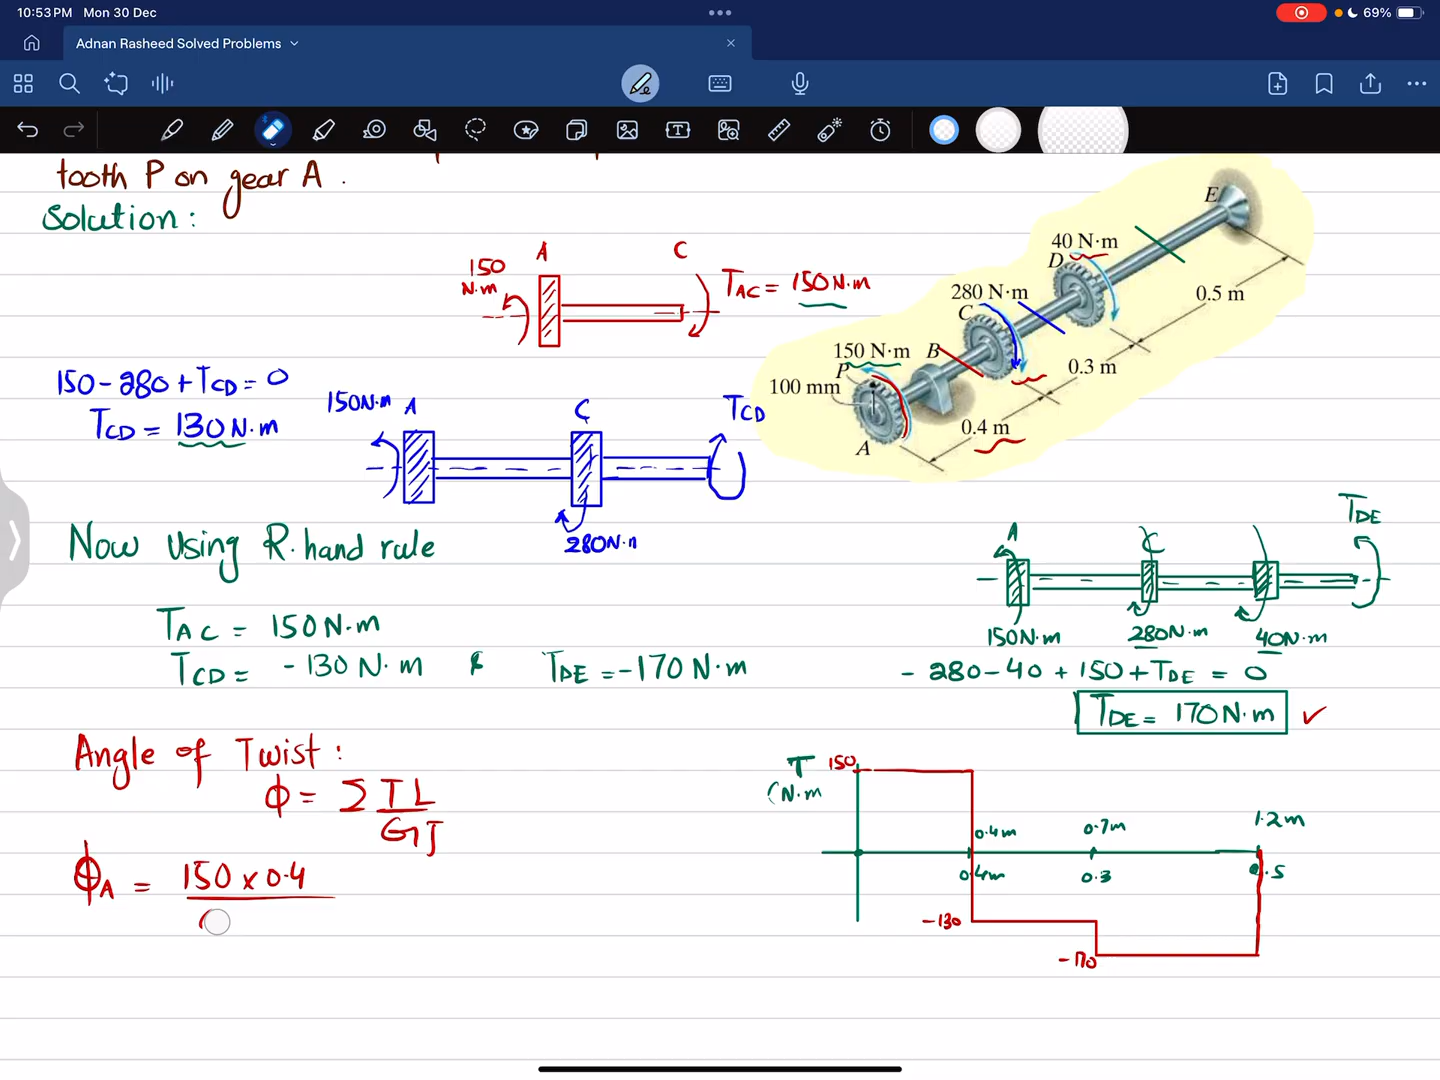 10:53 PM Mon 30 Dec
69%
Adnan Rasheed Solved Problems
tooth P on gear A .
Solution :
A
C
150
N.m
TAC = 150 N.m
150 - 280 + TCD = 0
TCD = 130 N.m
150N.m A
C
TCD
280N.n
E
40 N·m
D
280 N·m
C
0.5 m
150 N·m B
P
0.3 m
100 mm
0.4 m
A
Now Using R.hand rule
TAC = 150 N.m
TCD = - 130 N.m & TDE = -170 N.m
TDE
A
C
150N.m
280N.m
40N.m
- 280 - 40 + 150 + TDE = 0
TDE = 170 N.m ✓
Angle of Twist :
ϕ = Σ TL
GJ
ϕA = 150 × 0.4
T
(N.m
150
0.4m
0.7m
1.2m
0.4m
0.3
0.5
-130
-170